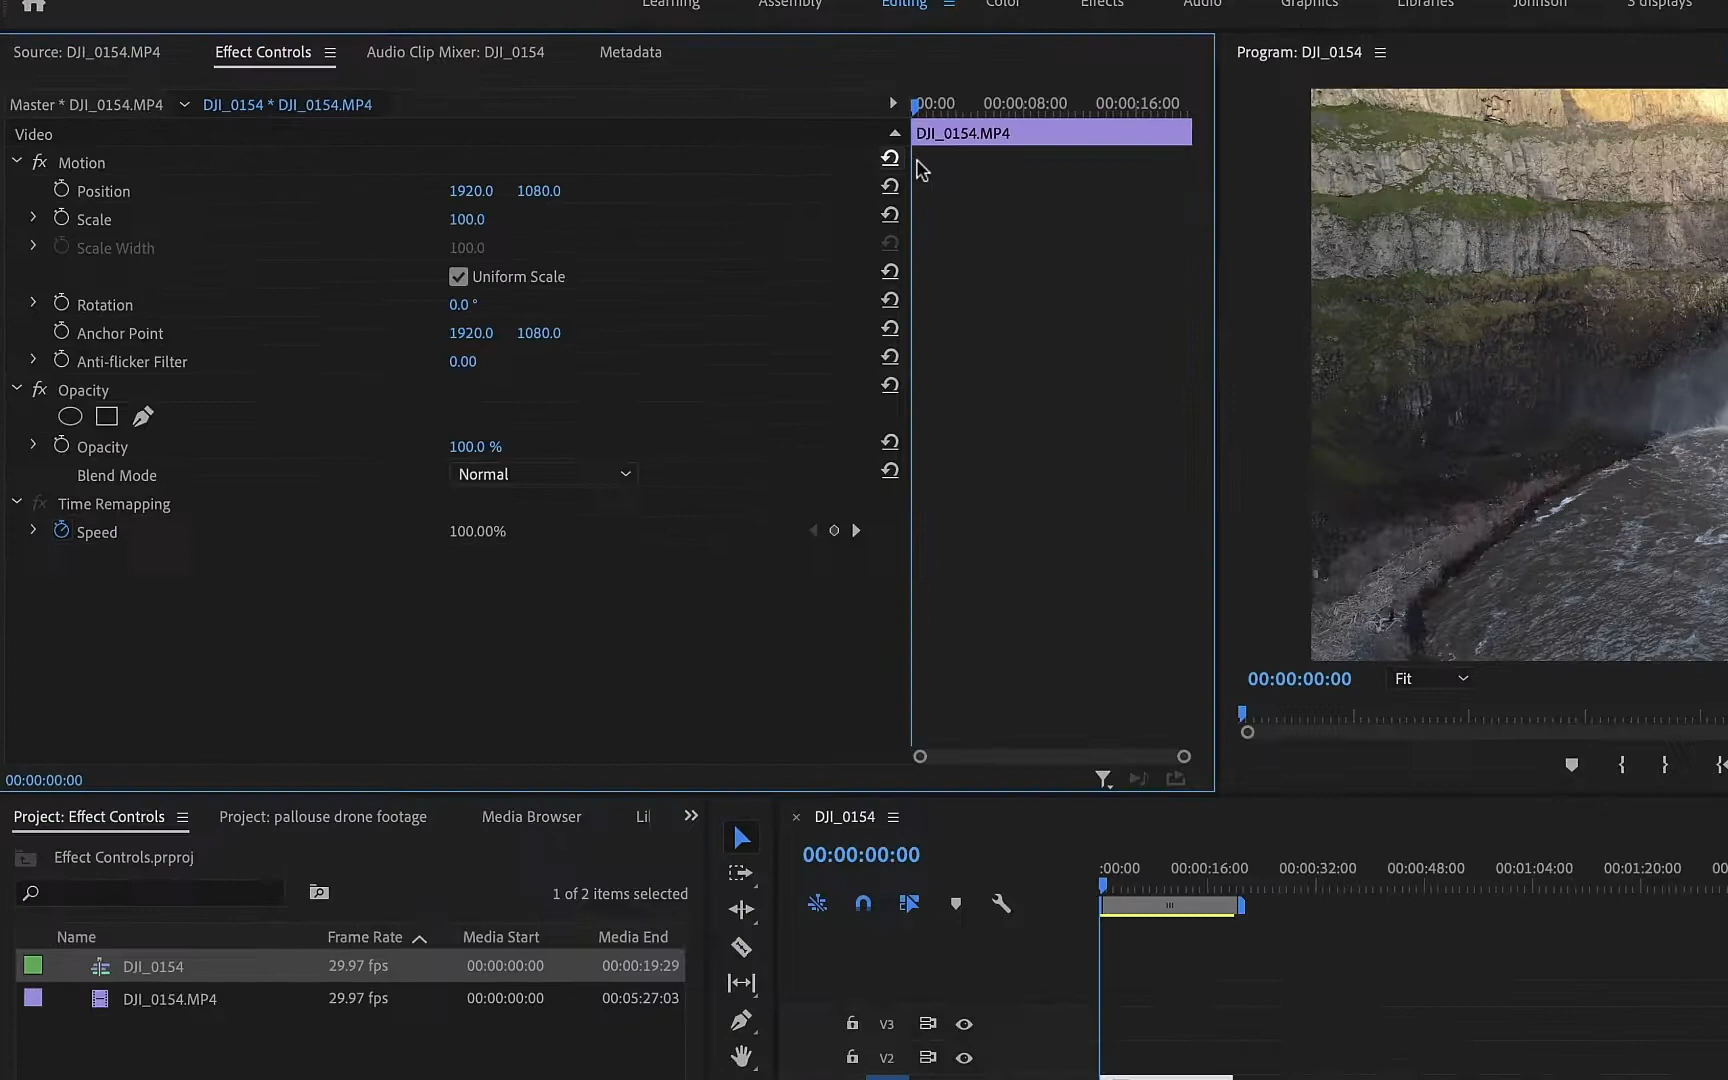 Learning Assembly Editing Color Effects Audio Graphics Libraries Johnson 3 displays
Source: DJI_0154.MP4 Effect Controls Audio Clip Mixer: DJI_0154 Metadata
Program: DJI_0154
Master * DJI_0154.MP4 DJI_0154 * DJI_0154.MP4
:00:00 00:00:08:00 00:00:16:00
Video
DJI_0154.MP4
fx Motion
Position 1920.0 1080.0
Scale 100.0
Scale Width 100.0
Uniform Scale
Rotation 0.0 °
Anchor Point 1920.0 1080.0
Anti-flicker Filter 0.00
fx Opacity
Opacity 100.0 %
Blend Mode Normal
fx Time Remapping
Speed 100.00%
00:00:00:00 Fit
00:00:00:00
Project: Effect Controls Project: pallouse drone footage Media Browser Li
DJI_0154
Effect Controls.prproj
00:00:00:00
:00:00 00:00:16:00 00:00:32:00 00:00:48:00 00:01:04:00 00:01:20:00 00
1 of 2 items selected
Name Frame Rate Media Start Media End
DJI_0154 29.97 fps 00:00:00:00 00:00:19:29
DJI_0154.MP4 29.97 fps 00:00:00:00 00:05:27:03
V3
V2